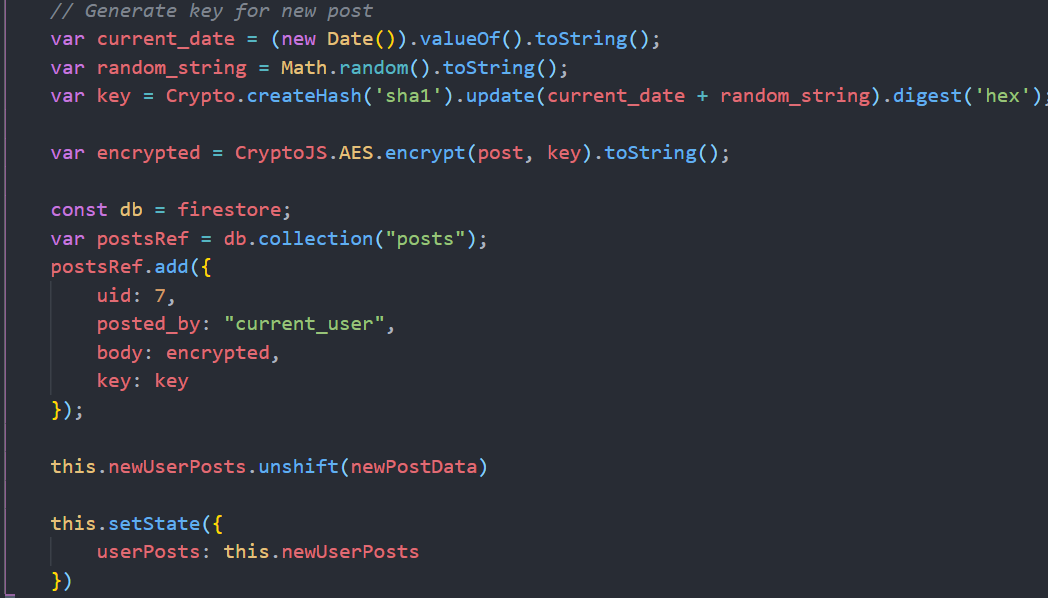 // Generate key for new post
var current_date = (new Date()).valueOf().toString();
var random_string = Math.random().toString();
var key = Crypto.createHash('sha1').update(current_date + random_string).digest('hex');
var encrypted = CryptoJS.AES.encrypt(post, key).toString();
const db = firestore;
var postsRef = db.collection("posts");
postsRef.add({
uid: 7,
posted_by: "current_user",
body: encrypted,
key: key
});
this.newUserPosts.unshift(newPostData)
this.setState({
userPosts: this.newUserPosts
})